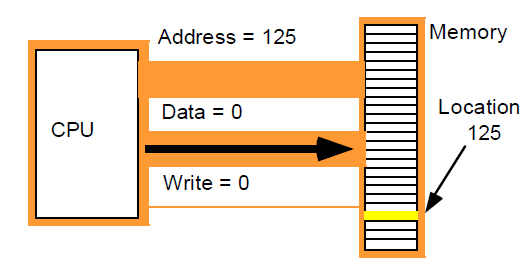 Address = 125
Memory
Data = 0
Location
125
CPU
Write = 0